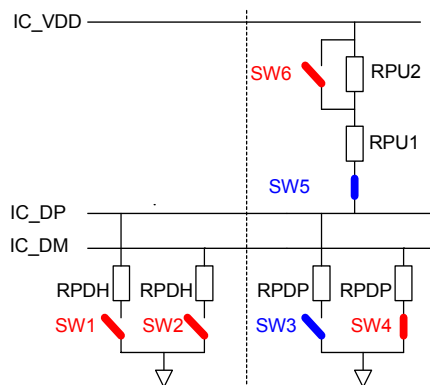 IC_VDD
SW6
RPU2
RPU1
SW5
IC_DP
IC_DM
RPDH RPDH RPDP RPDP
SW1 SW2 SW3 SW4